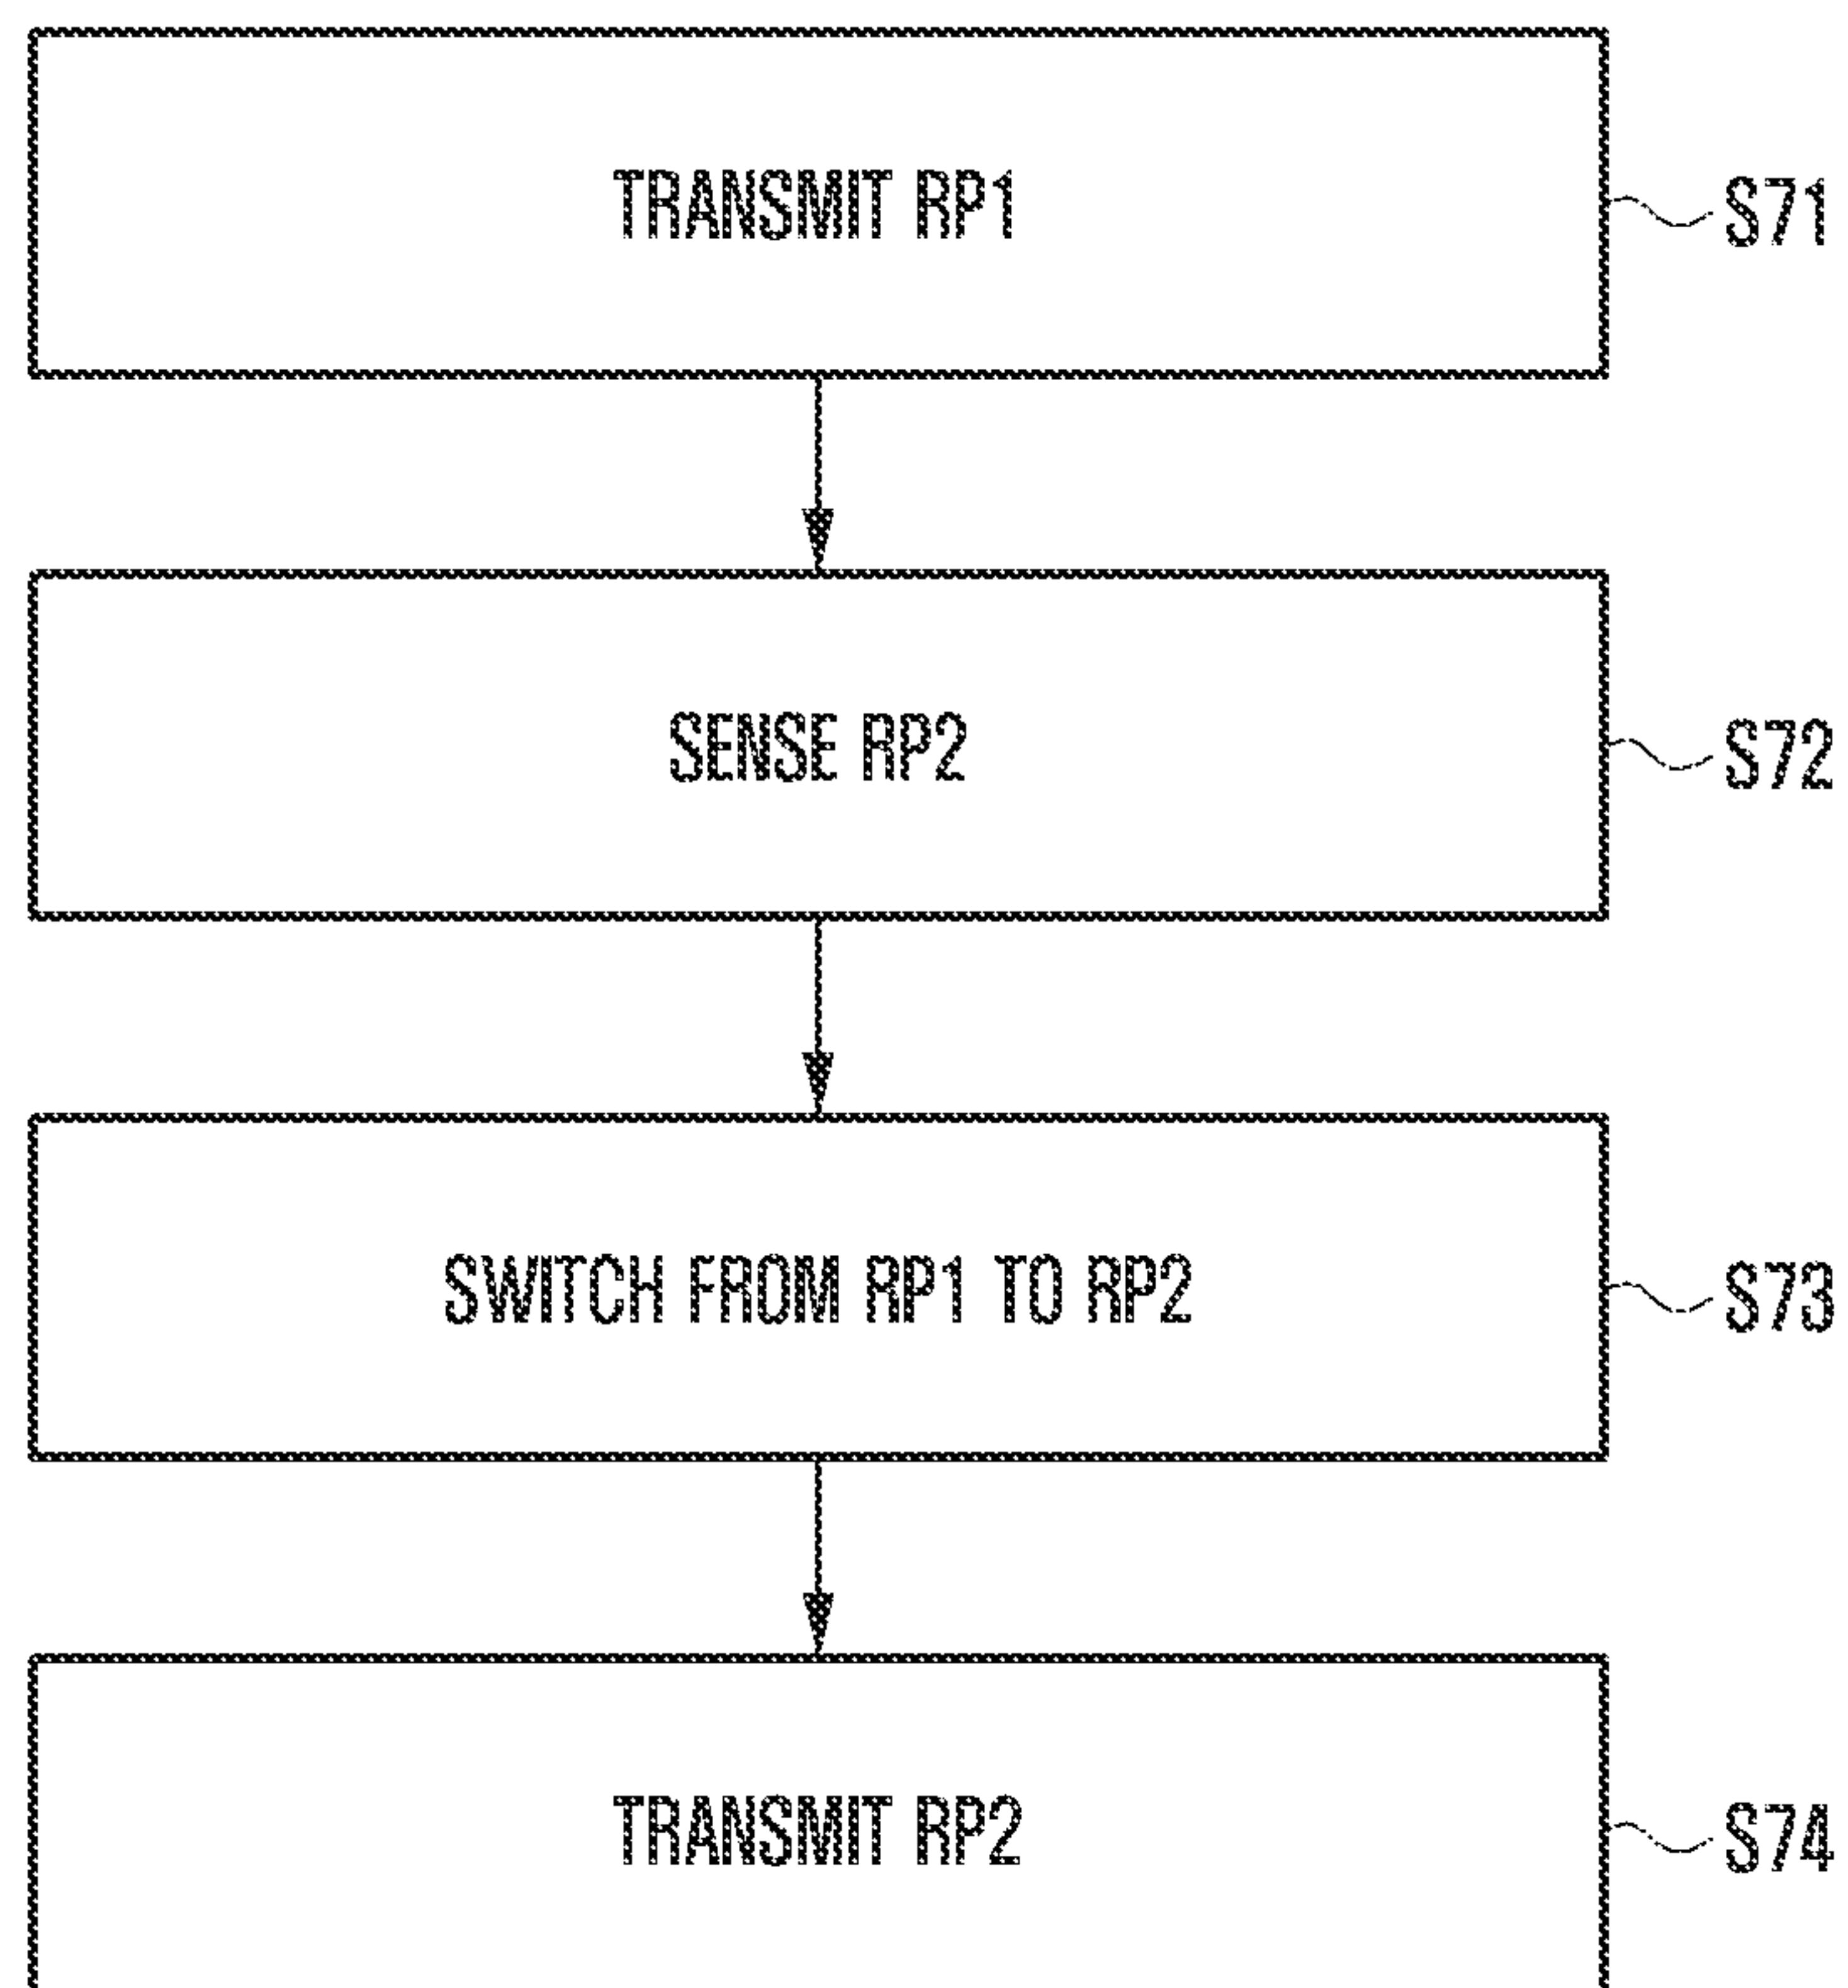 TRANSMIT RP1
S71
SENSE RP2
S72
SWITCH FROM RP1 TO RP2
S73
TRANSMIT RP2
S74